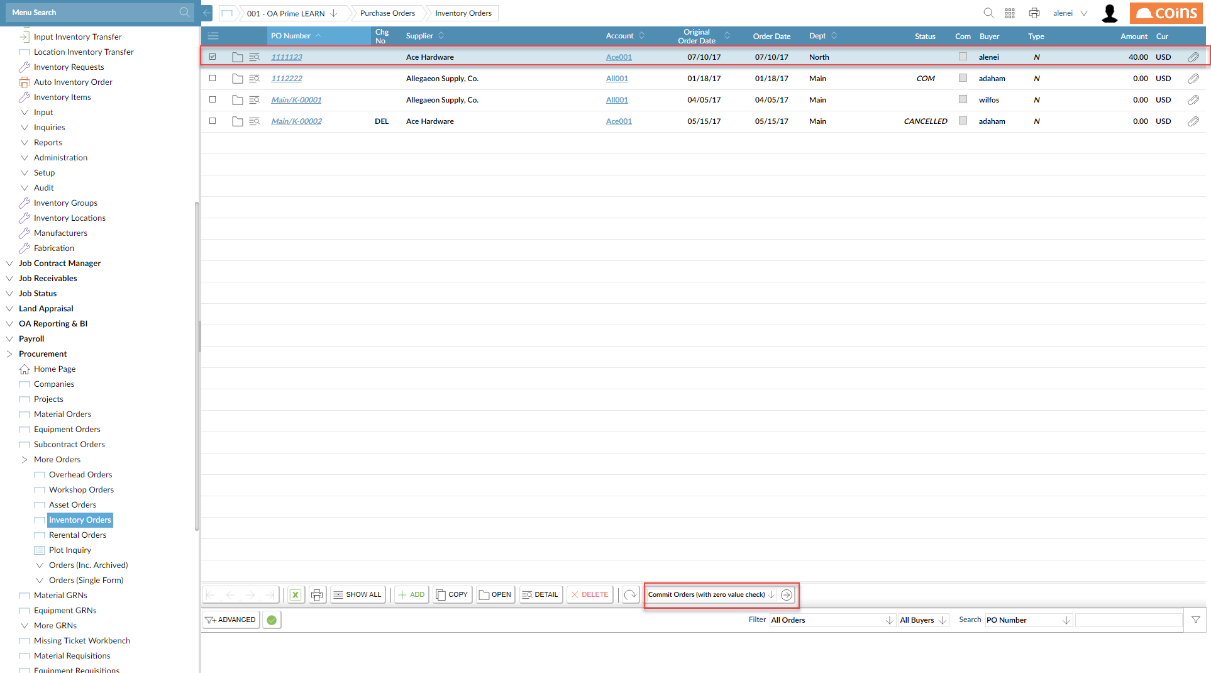 Menu Search
001 - OA Prime LEARN
Purchase Orders
Inventory Orders
alenei
coins
PO Number
Chg No
Supplier
Account
Original Order Date
Order Date
Dept
Status
Com
Buyer
Type
Amount
Cur
1111123 Ace Hardware Ace001 07/10/17 07/10/17 North alenei N 40.00 USD
1112222 Allegaeon Supply, Co. All001 01/18/17 01/18/17 Main COM adaham N 0.00 USD
Main/K-00001 Allegaeon Supply, Co. All001 04/05/17 04/05/17 Main wilfos N 0.00 USD
Main/K-00002 DEL Ace Hardware Ace001 05/15/17 05/15/17 Main CANCELLED adaham N 0.00 USD
Input Inventory Transfer
Location Inventory Transfer
Inventory Requests
Auto Inventory Order
Inventory Items
Input
Inquiries
Reports
Administration
Setup
Audit
Inventory Groups
Inventory Locations
Manufacturers
Fabrication
Job Contract Manager
Job Receivables
Job Status
Land Appraisal
OA Reporting & BI
Payroll
Procurement
Home Page
Companies
Projects
Material Orders
Equipment Orders
Subcontract Orders
More Orders
Overhead Orders
Workshop Orders
Asset Orders
Inventory Orders
Rerental Orders
Plot Inquiry
Orders (Inc. Archived)
Orders (Single Form)
Material GRNs
Equipment GRNs
More GRNs
Missing Ticket Workbench
Material Requisitions
Equipment Requisitions
SHOW ALL
ADD
COPY
OPEN
DETAIL
DELETE
Commit Orders (with zero value check)
ADVANCED
Filter All Orders
All Buyers
Search PO Number